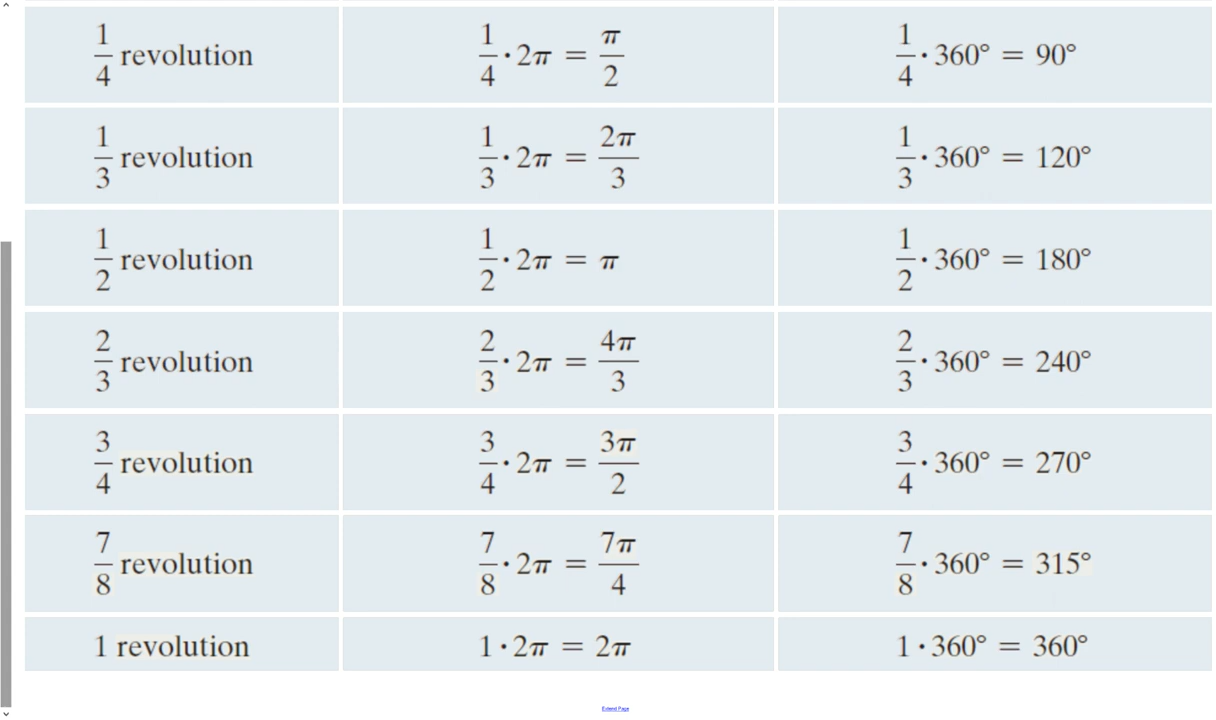 1/4 revolution	1/4 · 2π = π/2	1/4 · 360° = 90°
1/3 revolution	1/3 · 2π = 2π/3	1/3 · 360° = 120°
1/2 revolution	1/2 · 2π = π	1/2 · 360° = 180°
2/3 revolution	2/3 · 2π = 4π/3	2/3 · 360° = 240°
3/4 revolution	3/4 · 2π = 3π/2	3/4 · 360° = 270°
7/8 revolution	7/8 · 2π = 7π/4	7/8 · 360° = 315°
1 revolution	1 · 2π = 2π	1 · 360° = 360°
Extend Page